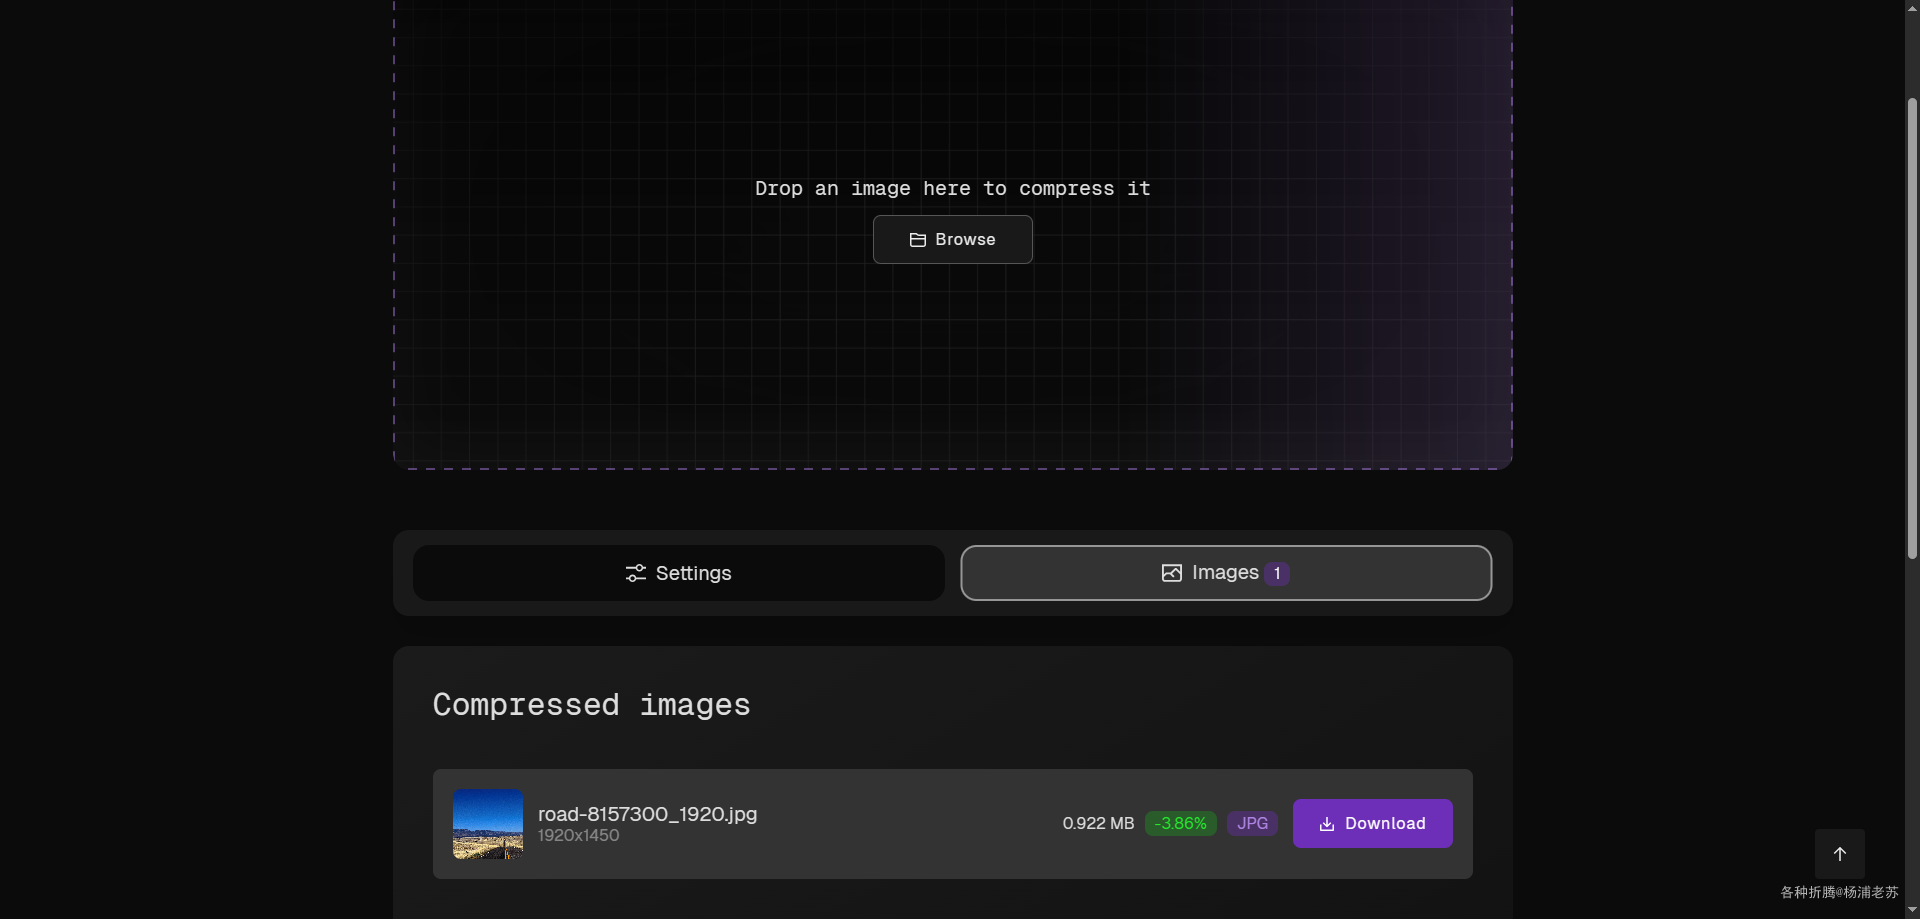 Drop an image here to compress it
Browse
Settings
Images 1
Compressed images
road-8157300_1920.jpg
1920x1450
0.922 MB -3.86% JPG Download
各种折腾@杨浦老苏